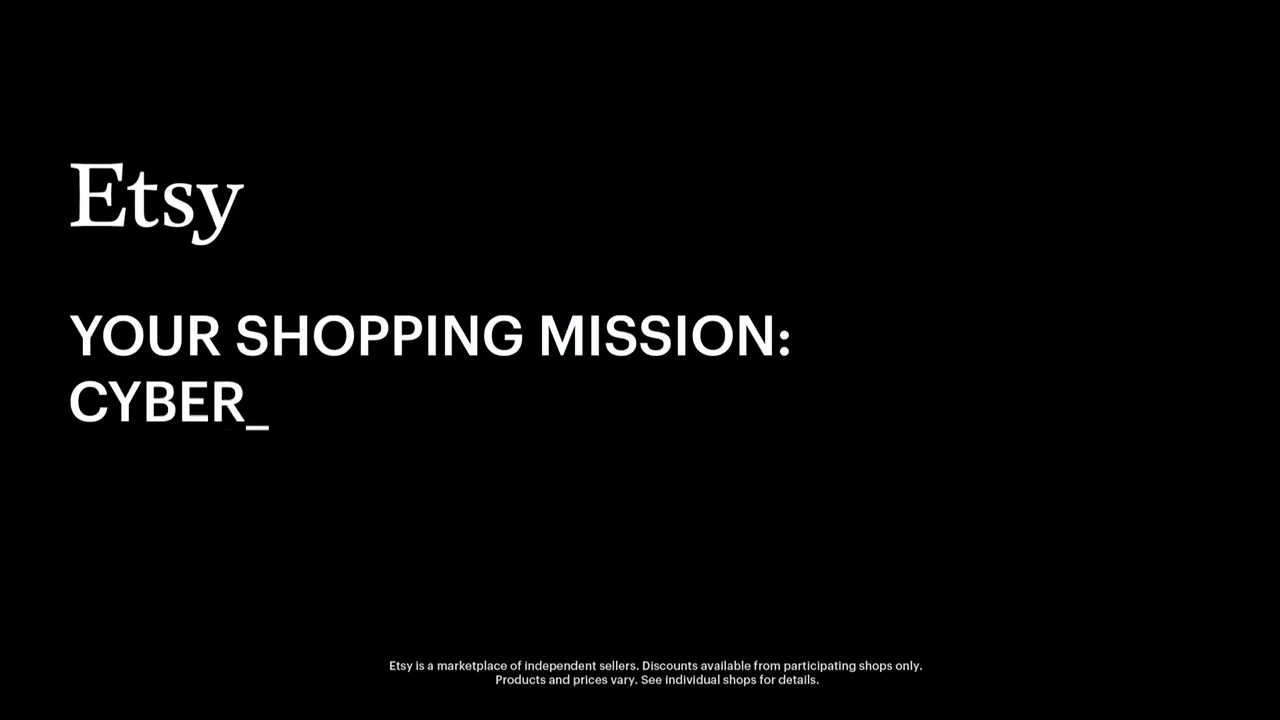 Etsy
YOUR SHOPPING MISSION:
CYBER_
Etsy is a marketplace of independent sellers. Discounts available from participating shops only.
Products and prices vary. See individual shops for details.